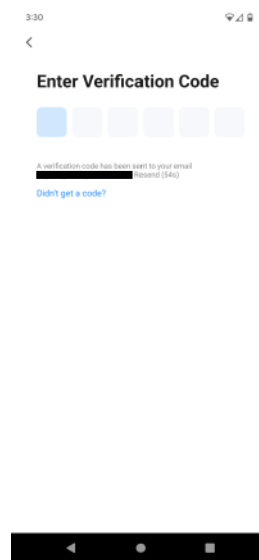 3:30
Enter Verification Code
A verification code has been sent to your email
Resend (54s)
Didn't get a code?